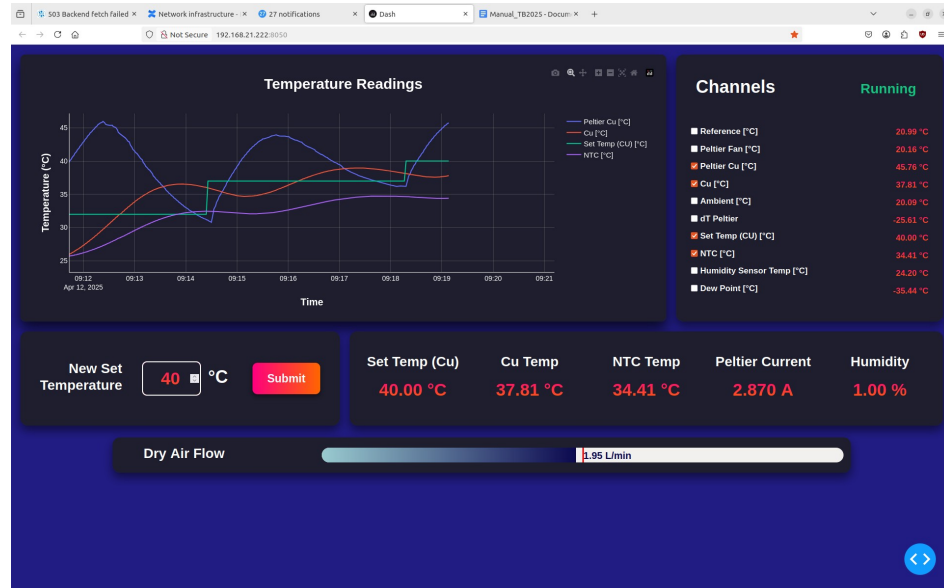 503 Backend fetch failed
Network infrastructure -
27 notifications
Dash
Manual_TB2025 - Docum
Not Secure 192.168.21.222:8050
Temperature Readings
Temperature (°C)
45
40
35
30
25
09:12
09:13
09:14
09:15
09:16
09:17
09:18
09:19
09:20
09:21
Apr 12, 2025
Time
Peltier Cu [°C]
Cu [°C]
Set Temp (CU) [°C]
NTC [°C]
Channels Running
Reference [°C] 20.99 °C
Peltier Fan [°C] 20.16 °C
Peltier Cu [°C] 45.76 °C
Cu [°C] 37.81 °C
Ambient [°C] 20.09 °C
dT Peltier -25.61 °C
Set Temp (CU) [°C] 40.00 °C
NTC [°C] 34.41 °C
Humidity Sensor Temp [°C] 24.20 °C
Dew Point [°C] -35.44 °C
New Set
Temperature
40 °C
Submit
Set Temp (Cu) Cu Temp NTC Temp Peltier Current Humidity
40.00 °C 37.81 °C 34.41 °C 2.870 A 1.00 %
Dry Air Flow 1.95 L/min